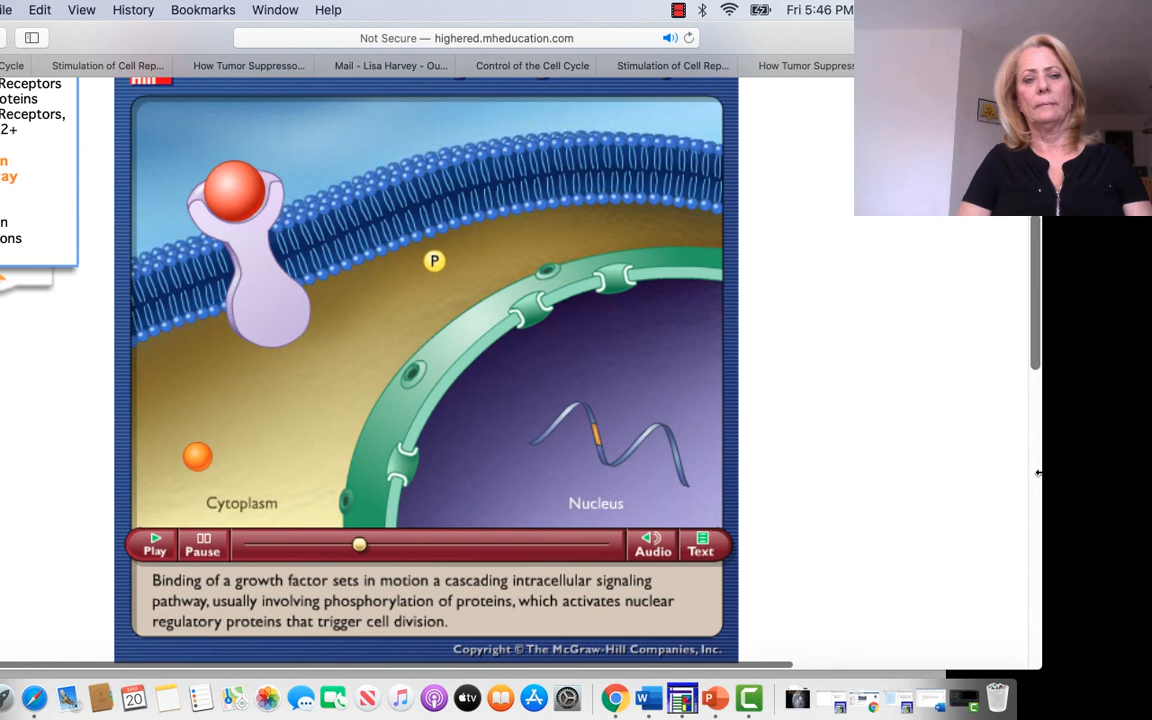 ile Edit View History Bookmarks Window Help Fri 5:46 PM
Not Secure — highered.mheducation.com
Cycle Stimulation of Cell Rep... How Tumor Suppresso... Mail - Lisa Harvey - Ou... Control of the Cell Cycle Stimulation of Cell Rep... How Tumor Suppress
Receptors
oteins
Receptors,
2+
n
ay
n
ons
P
Cytoplasm
Nucleus
Play Pause Audio Text
Binding of a growth factor sets in motion a cascading intracellular signaling
pathway, usually involving phosphorylation of proteins, which activates nuclear
regulatory proteins that trigger cell division.
Copyright © The McGraw-Hill Companies, Inc.
MAR
20
tv
W
P
C